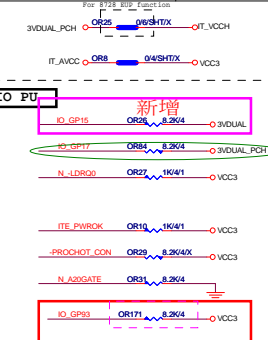 For 8728 EUP function
3VDUAL_PCH OR25 0/6/SHT/X IT_VCCH
IT_AVCC OR8 0/4/SHT/X VCC3
IO PU
新增
IO_GP15 OR26 8.2K/4 3VDUAL
IO_GP17 OR84 8.2K/4 3VDUAL_PCH
N_-LDRQ0 OR27 1K/4/1 VCC3
ITE_PWROK OR10 1K/4/1 VCC3
-PROCHOT_CON OR29 8.2K/4/X VCC3
N_A20GATE OR31 8.2K/4
IO_GP93 OR171 8.2K/4 VCC3